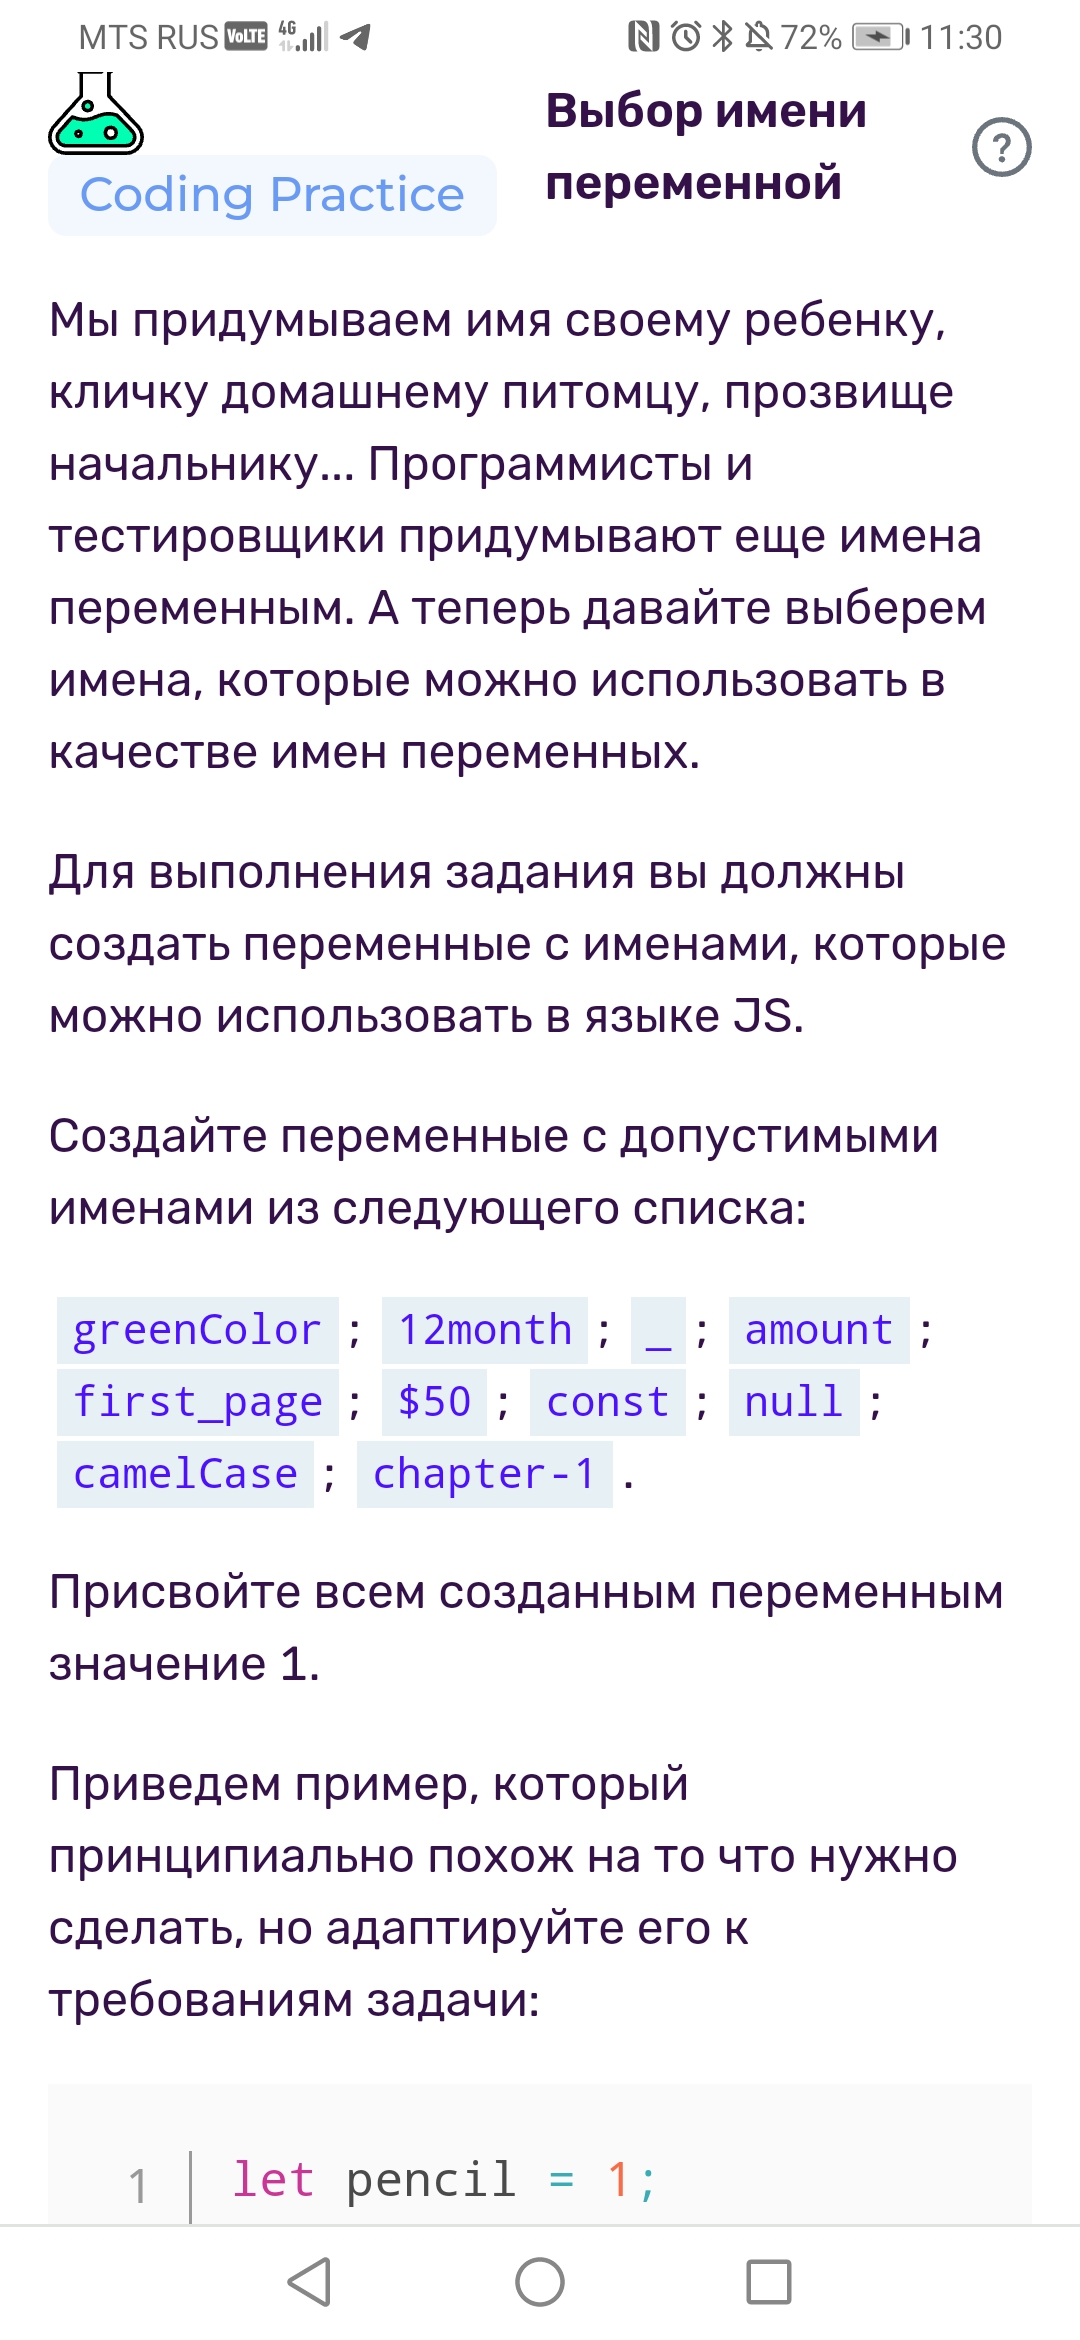 MTS RUS VoLTE 4G 72% 11:30
Выбор имени
переменной
?
Coding Practice
Мы придумываем имя своему ребенку,
кличку домашнему питомцу, прозвище
начальнику... Программисты и
тестировщики придумывают еще имена
переменным. А теперь давайте выберем
имена, которые можно использовать в
качестве имен переменных.
Для выполнения задания вы должны
создать переменные с именами, которые
можно использовать в языке JS.
Создайте переменные с допустимыми
именами из следующего списка:
greenColor ; 12month ; _ ; amount ;
first_page ; $50 ; const ; null ;
camelCase ; chapter-1 .
Присвойте всем созданным переменным
значение 1.
Приведем пример, который
принципиально похож на то что нужно
сделать, но адаптируйте его к
требованиям задачи:
1 let pencil = 1;